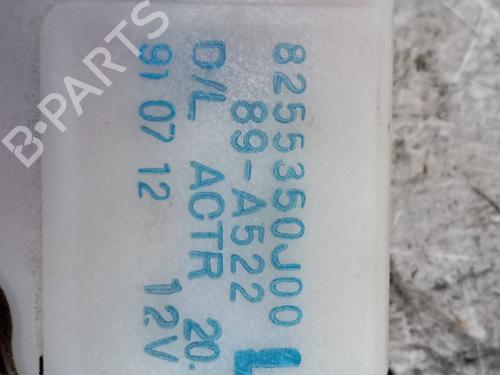 8255350J00
89-A522
D/L ACTR 20.
91 07 12 12V
L
B-PARTS